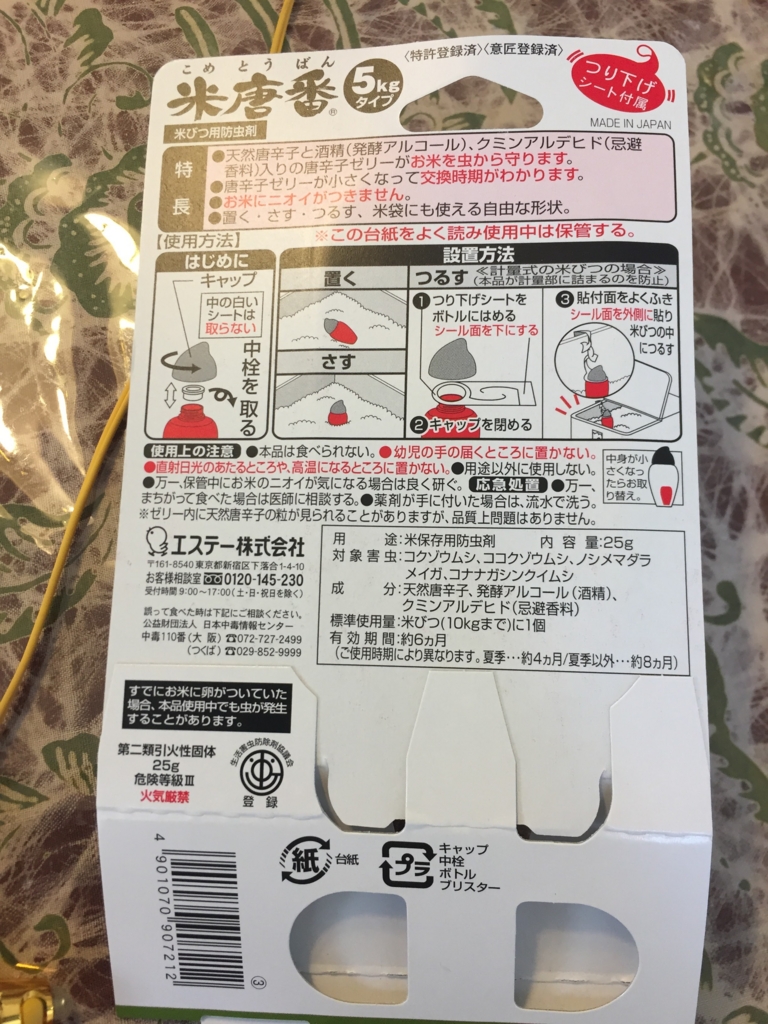 〈特許登録済〉〈意匠登録済〉
こめとうばん
米唐番®
5kg
タイプ
つり下げ
シート付属
MADE IN JAPAN
米びつ用防虫剤
特長
●天然唐辛子と酒精(発酵アルコール)、クミンアルデヒド(忌避
香料)入りの唐辛子ゼリーがお米を虫から守ります。
●唐辛子ゼリーが小さくなって交換時期がわかります。
●お米にニオイがつきません。
●置く・さす・つるす、米袋にも使える自由な形状。
【使用方法】
※この台紙をよく読み使用中は保管する。
はじめに
キャップ
中の白い
シートは
取らない
中栓を取る
設置方法
置く
さす
つるす
≪計量式の米びつの場合≫
(本品が計量部に詰まるのを防止)
❶つり下げシートを
ボトルにはめる
シール面を下にする
❷キャップを閉める
❸貼付面をよくふき
シール面を外側に貼り
米びつの中
につるす
使用上の注意 ●本品は食べられない。●幼児の手の届くところに置かない。
●直射日光のあたるところや、高温になるところに置かない。●用途以外に使用しない。
●万一、保管中にお米のニオイが気になる場合は良く研ぐ。 応急処置 ●万一、
まちがって食べた場合は医師に相談する。●薬剤が手に付いた場合は、流水で洗う。
※ゼリー内に天然唐辛子の粒が見られることがありますが、品質上問題はありません。
中身が小
さくなっ
たらお取
り替え。
エステー株式会社
〒161-8540 東京都新宿区下落合1-4-10
お客様相談室 0120-145-230
受付時間 9:00〜17:00(土・日・祝日を除く)
誤って食べた時は下記にご相談ください。
公益財団法人 日本中毒情報センター
中毒110番(大 阪)☎072-727-2499
(つくば)☎029-852-9999
用 途:米保存用防虫剤 内 容 量:25g
対象害虫:コクゾウムシ、ココクゾウムシ、ノシメマダラ
メイガ、コナナガシンクイムシ
成 分:天然唐辛子、発酵アルコール(酒精)、
クミンアルデヒド(忌避香料)
標準使用量:米びつ(10kgまで)に1個
有効期間:約6ヵ月
(ご使用時期により異なります。夏季…約4ヵ月/夏季以外…約8ヵ月)
すでにお米に卵がついていた
場合、本品使用中でも虫が発生
することがあります。
第二類引火性固体
25g
危険等級Ⅲ
火気厳禁
生活害虫防除剤協議会
登録
紙
台紙
プラ
キャップ
中栓
ボトル
ブリスター
4 901070 907212
③